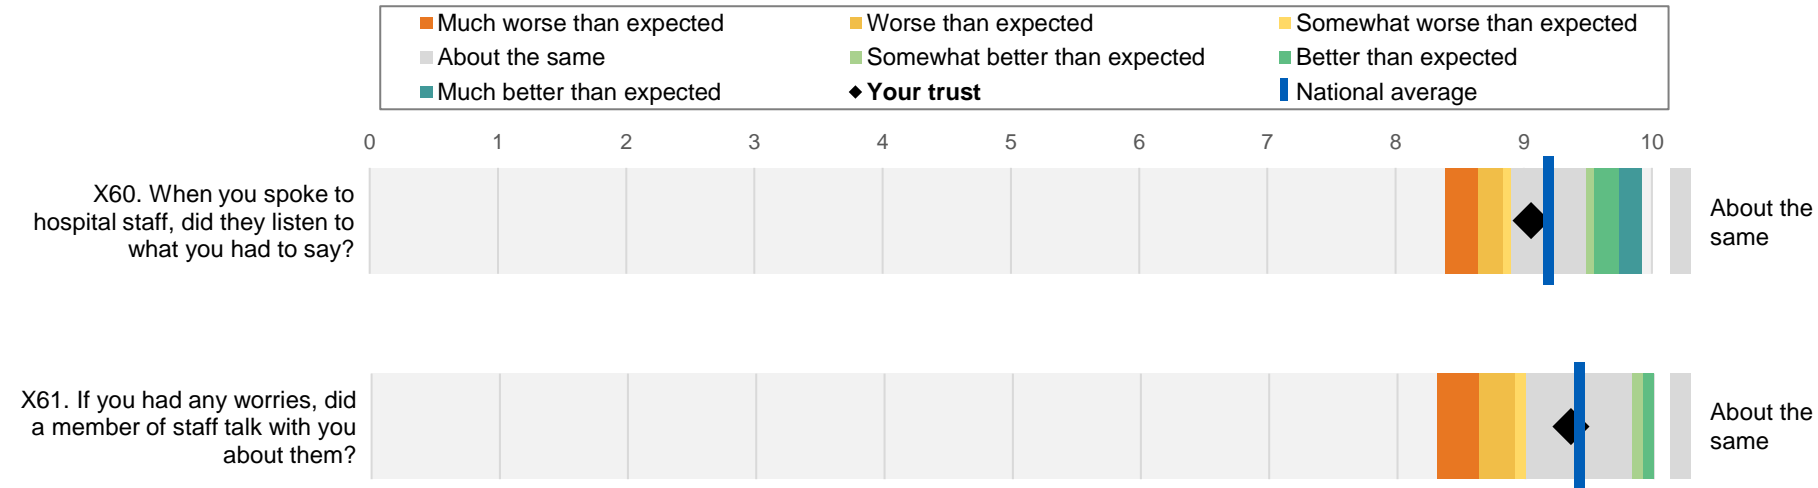 Much worse than expected
Worse than expected
Somewhat worse than expected
About the same
Somewhat better than expected
Better than expected
Much better than expected
Your trust
National average
0 1 2 3 4 5 6 7 8 9 10
X60. When you spoke to
hospital staff, did they listen to
what you had to say?
About the
same
X61. If you had any worries, did
a member of staff talk with you
about them?
About the
same